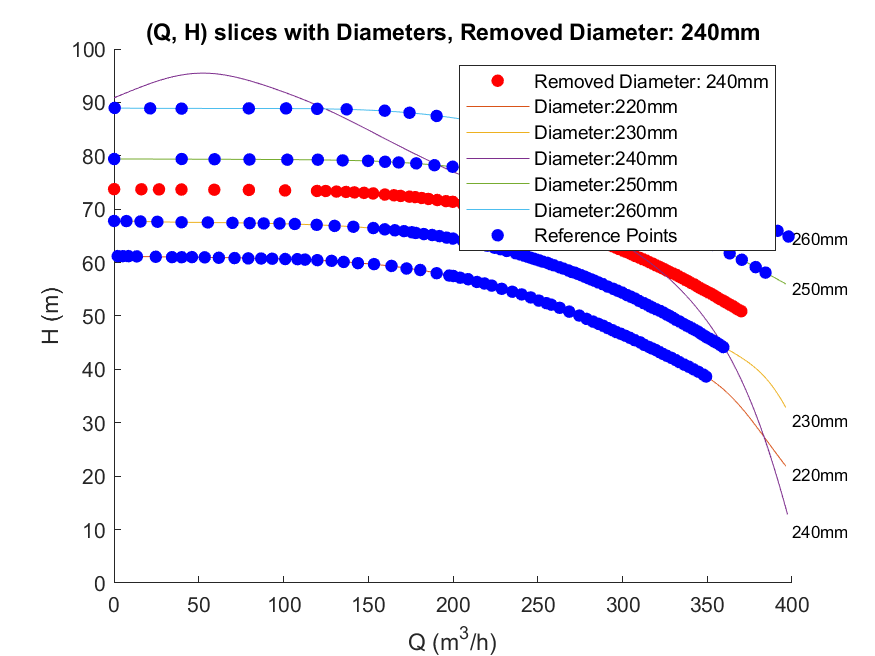 (Q, H) slices with Diameters, Removed Diameter: 240mm
100
90
80
70
60
50
40
30
20
10
0
H (m)
Removed Diameter: 240mm
Diameter:220mm
Diameter:230mm
Diameter:240mm
Diameter:250mm
Diameter:260mm
Reference Points
260mm
250mm
230mm
220mm
240mm
0 50 100 150 200 250 300 350 400
Q (m³/h)